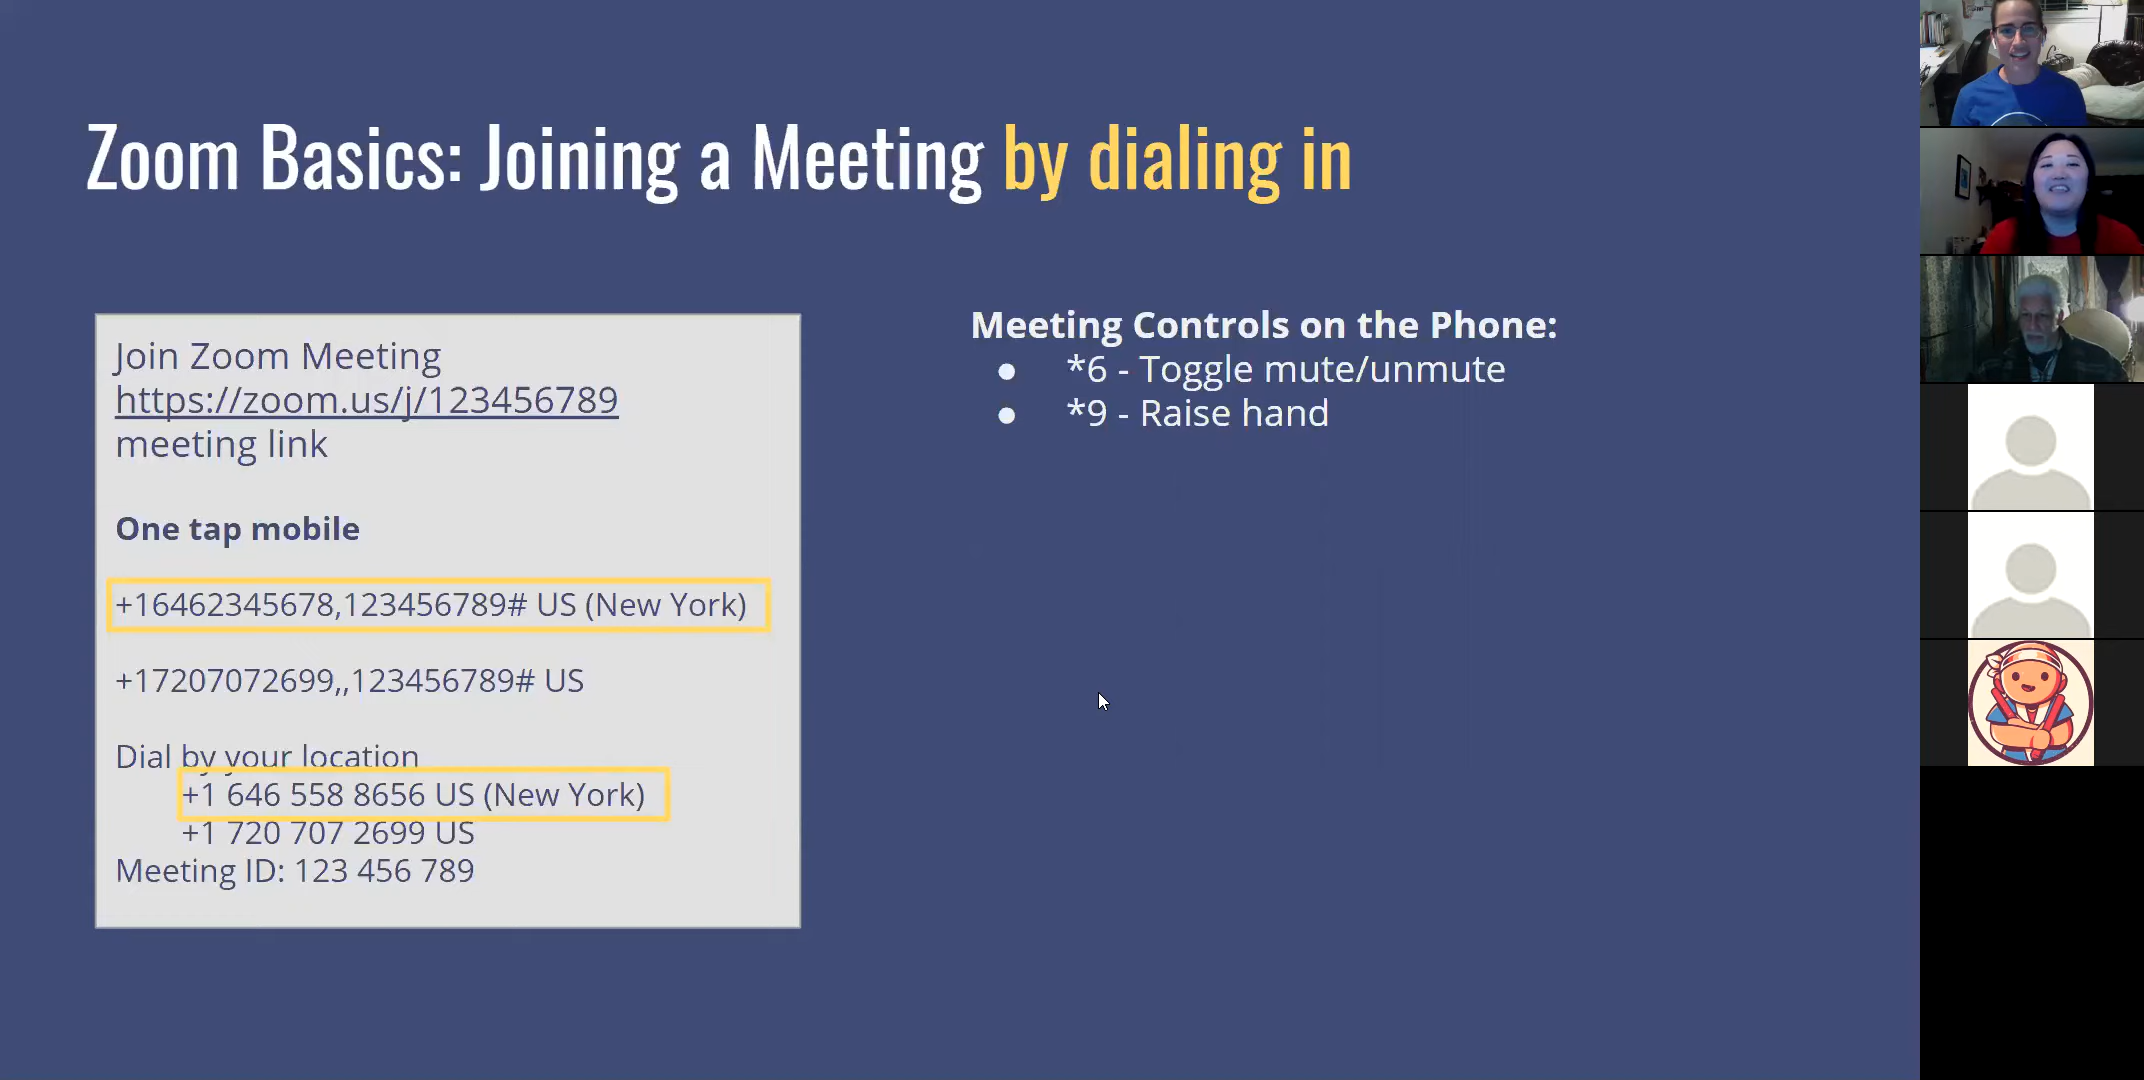 Zoom Basics: Joining a Meeting by dialing in
Join Zoom Meeting
https://zoom.us/j/123456789
meeting link
One tap mobile
+16462345678,123456789# US (New York)
+17207072699,,123456789# US
Dial by your location
+1 646 558 8656 US (New York)
+1 720 707 2699 US
Meeting ID: 123 456 789
Meeting Controls on the Phone:
● *6 - Toggle mute/unmute
● *9 - Raise hand